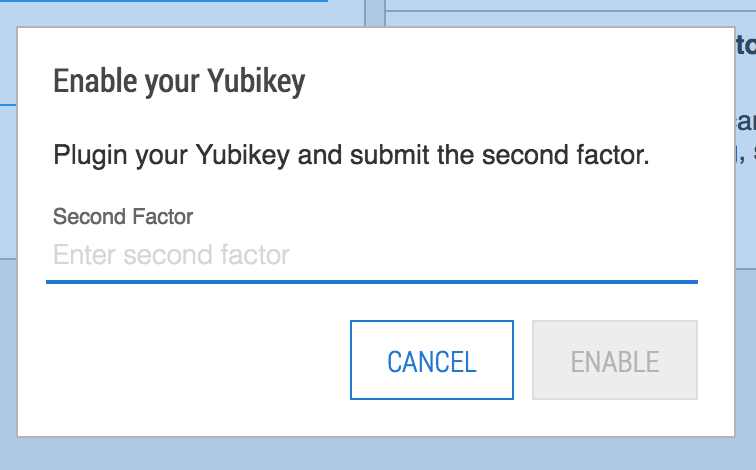 Enable your Yubikey
Plugin your Yubikey and submit the second factor.
Second Factor
Enter second factor
CANCEL
ENABLE